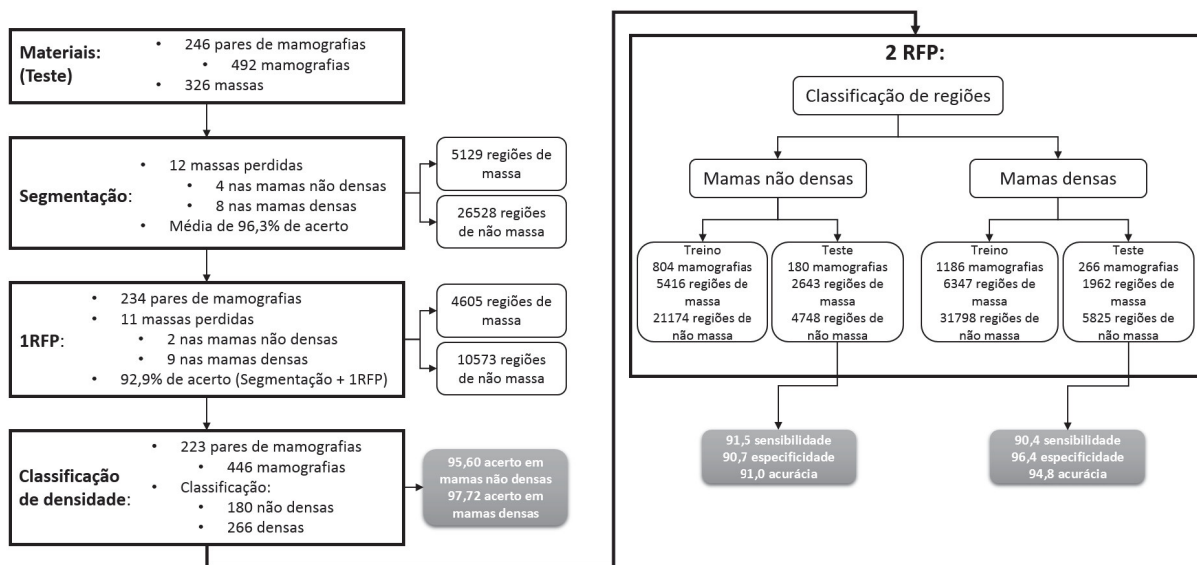 Materiais:
(Teste)
• 246 pares de mamografias
• 492 mamografias
• 326 massas
Segmentação:
• 12 massas perdidas
• 4 nas mamas não densas
• 8 nas mamas densas
• Média de 96,3% de acerto
5129 regiões de
massa
26528 regiões
de não massa
1RFP:
• 234 pares de mamografias
• 11 massas perdidas
• 2 nas mamas não densas
• 9 nas mamas densas
• 92,9% de acerto (Segmentação + 1RFP)
4605 regiões de
massa
10573 regiões
de não massa
Classificação
de densidade:
• 223 pares de mamografias
• 446 mamografias
• Classificação:
• 180 não densas
• 266 densas
95,60 acerto em
mamas não densas
97,72 acerto em
mamas densas
2 RFP:
Classificação de regiões
Mamas não densas
Mamas densas
Treino
804 mamografias
5416 regiões de
massa
21174 regiões de
não massa
Teste
180 mamografias
2643 regiões de
massa
4748 regiões de
não massa
Treino
1186 mamografias
6347 regiões de
massa
31798 regiões de
não massa
Teste
266 mamografias
1962 regiões de
massa
5825 regiões de
não massa
91,5 sensibilidade
90,7 especificidade
91,0 acurácia
90,4 sensibilidade
96,4 especificidade
94,8 acurácia